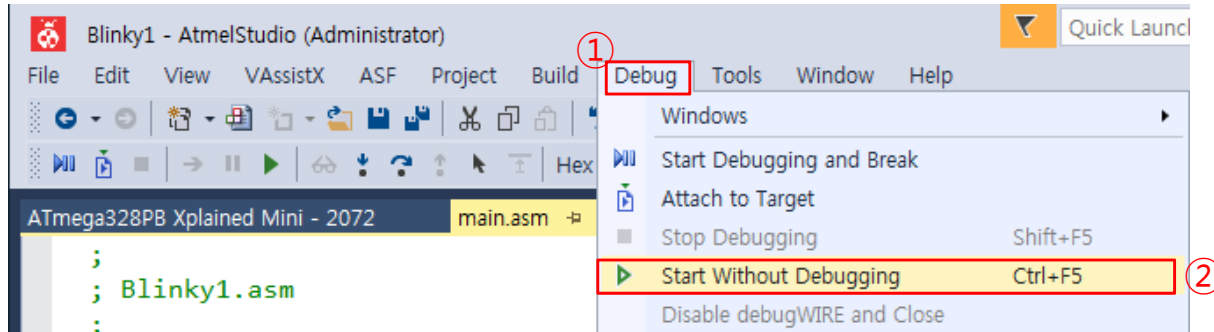 Blinky1 - AtmelStudio (Administrator)
Quick Launc
①
File Edit View VAssistX ASF Project Build Debug Tools Window Help
Windows
Hex
Start Debugging and Break
Attach to Target
ATmega328PB Xplained Mini - 2072 main.asm
Stop Debugging Shift+F5
;
; Blinky1.asm
Start Without Debugging Ctrl+F5
②
;
Disable debugWIRE and Close